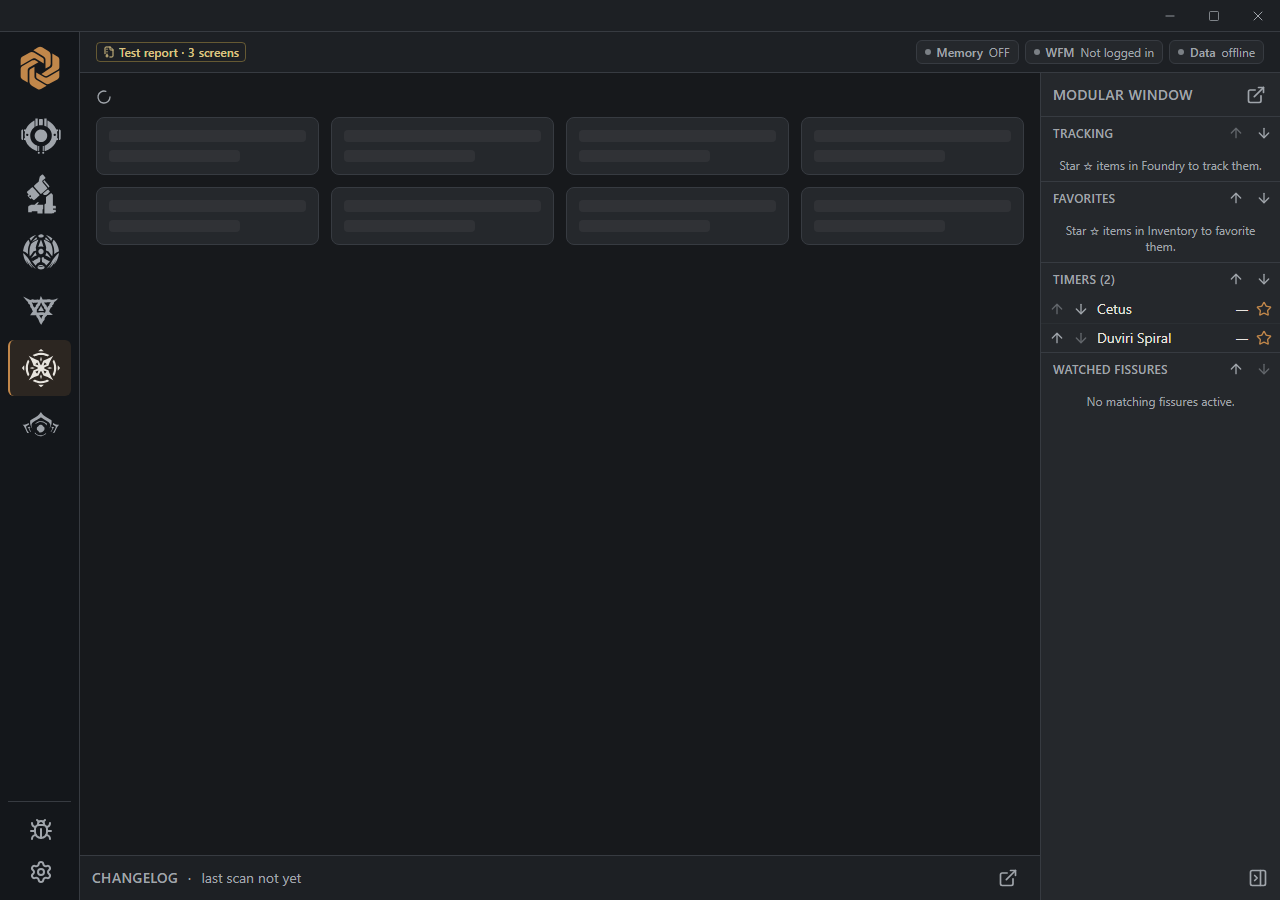 Test report · 3 screens
Memory OFF
WFM Not logged in
Data offline
MODULAR WINDOW
TRACKING
Star ☆ items in Foundry to track them.
FAVORITES
Star ☆ items in Inventory to favorite
them.
TIMERS (2)
Cetus —
Duviri Spiral —
WATCHED FISSURES
No matching fissures active.
CHANGELOG · last scan not yet